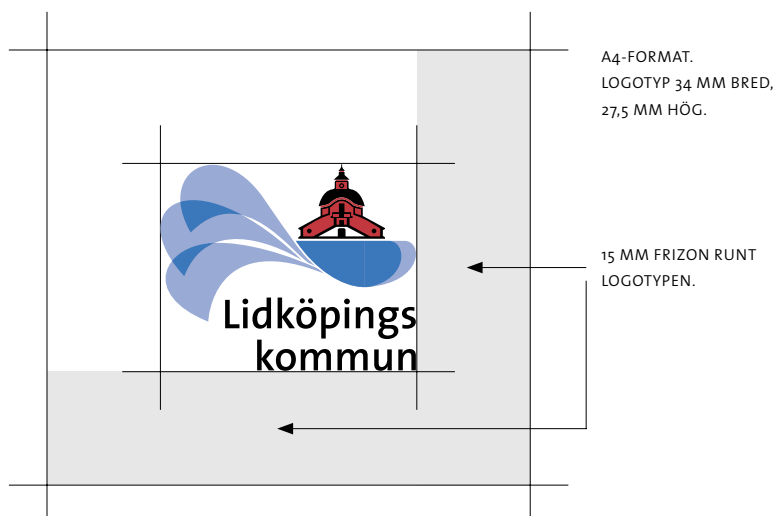 A4-FORMAT.
LOGOTYP 34 MM BRED,
27,5 MM HÖG.
15 MM FRIZON RUNT
LOGOTYPEN.
Lidköpings
kommun